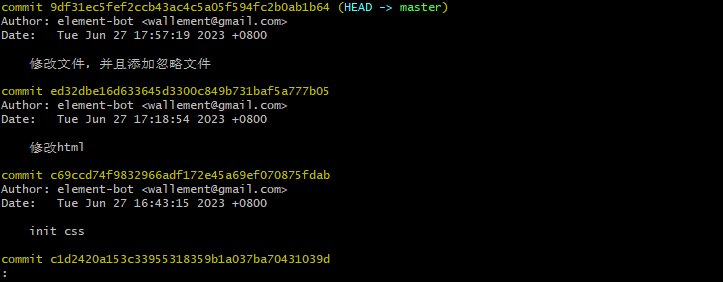 commit 9df31ec5fef2ccb43ac4c5a05f594fc2b0ab1b64 (HEAD -> master)
Author: element-bot <wallement@gmail.com>
Date:   Tue Jun 27 17:57:19 2023 +0800
修改文件, 并且添加忽略文件
commit ed32dbe16d633645d3300c849b731baf5a777b05
Author: element-bot <wallement@gmail.com>
Date:   Tue Jun 27 17:18:54 2023 +0800
修改html
commit c69ccd74f9832966adf172e45a69ef070875fdab
Author: element-bot <wallement@gmail.com>
Date:   Tue Jun 27 16:43:15 2023 +0800
init css
commit c1d2420a153c33955318359b1a037ba70431039d
: